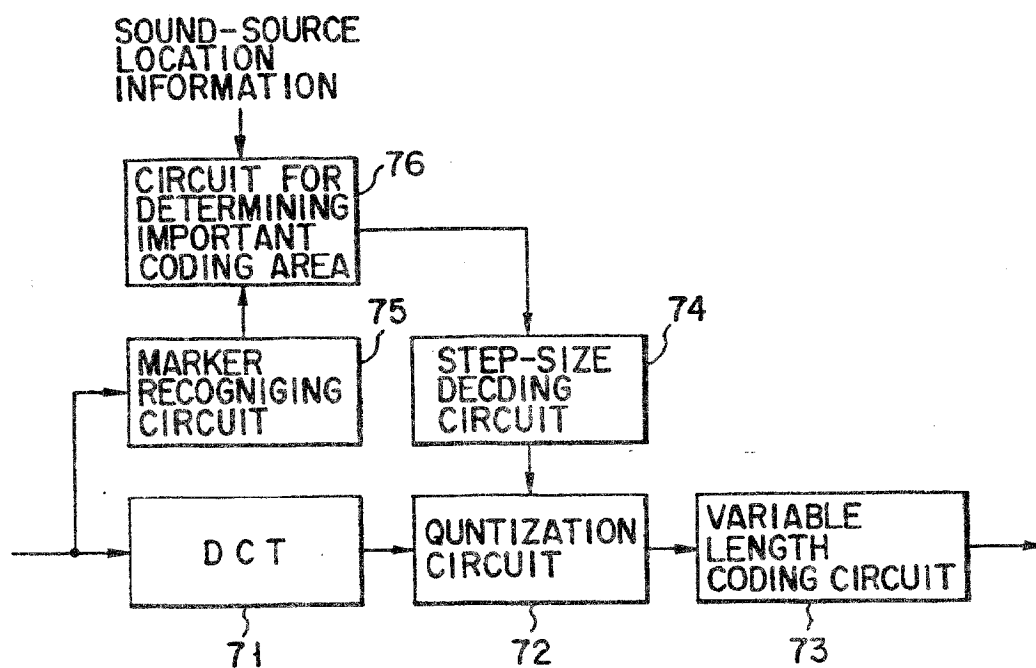 SOUND-SOURCE
LOCATION
INFORMATION
76
CIRCUIT FOR
DETERMINING
IMPORTANT
CODING AREA
75
74
MARKER
RECOGNIGING
CIRCUIT
STEP-SIZE
DECDING
CIRCUIT
DCT
QUNTIZATION
CIRCUIT
VARIABLE
LENGTH
CODING CIRCUIT
71
72
73